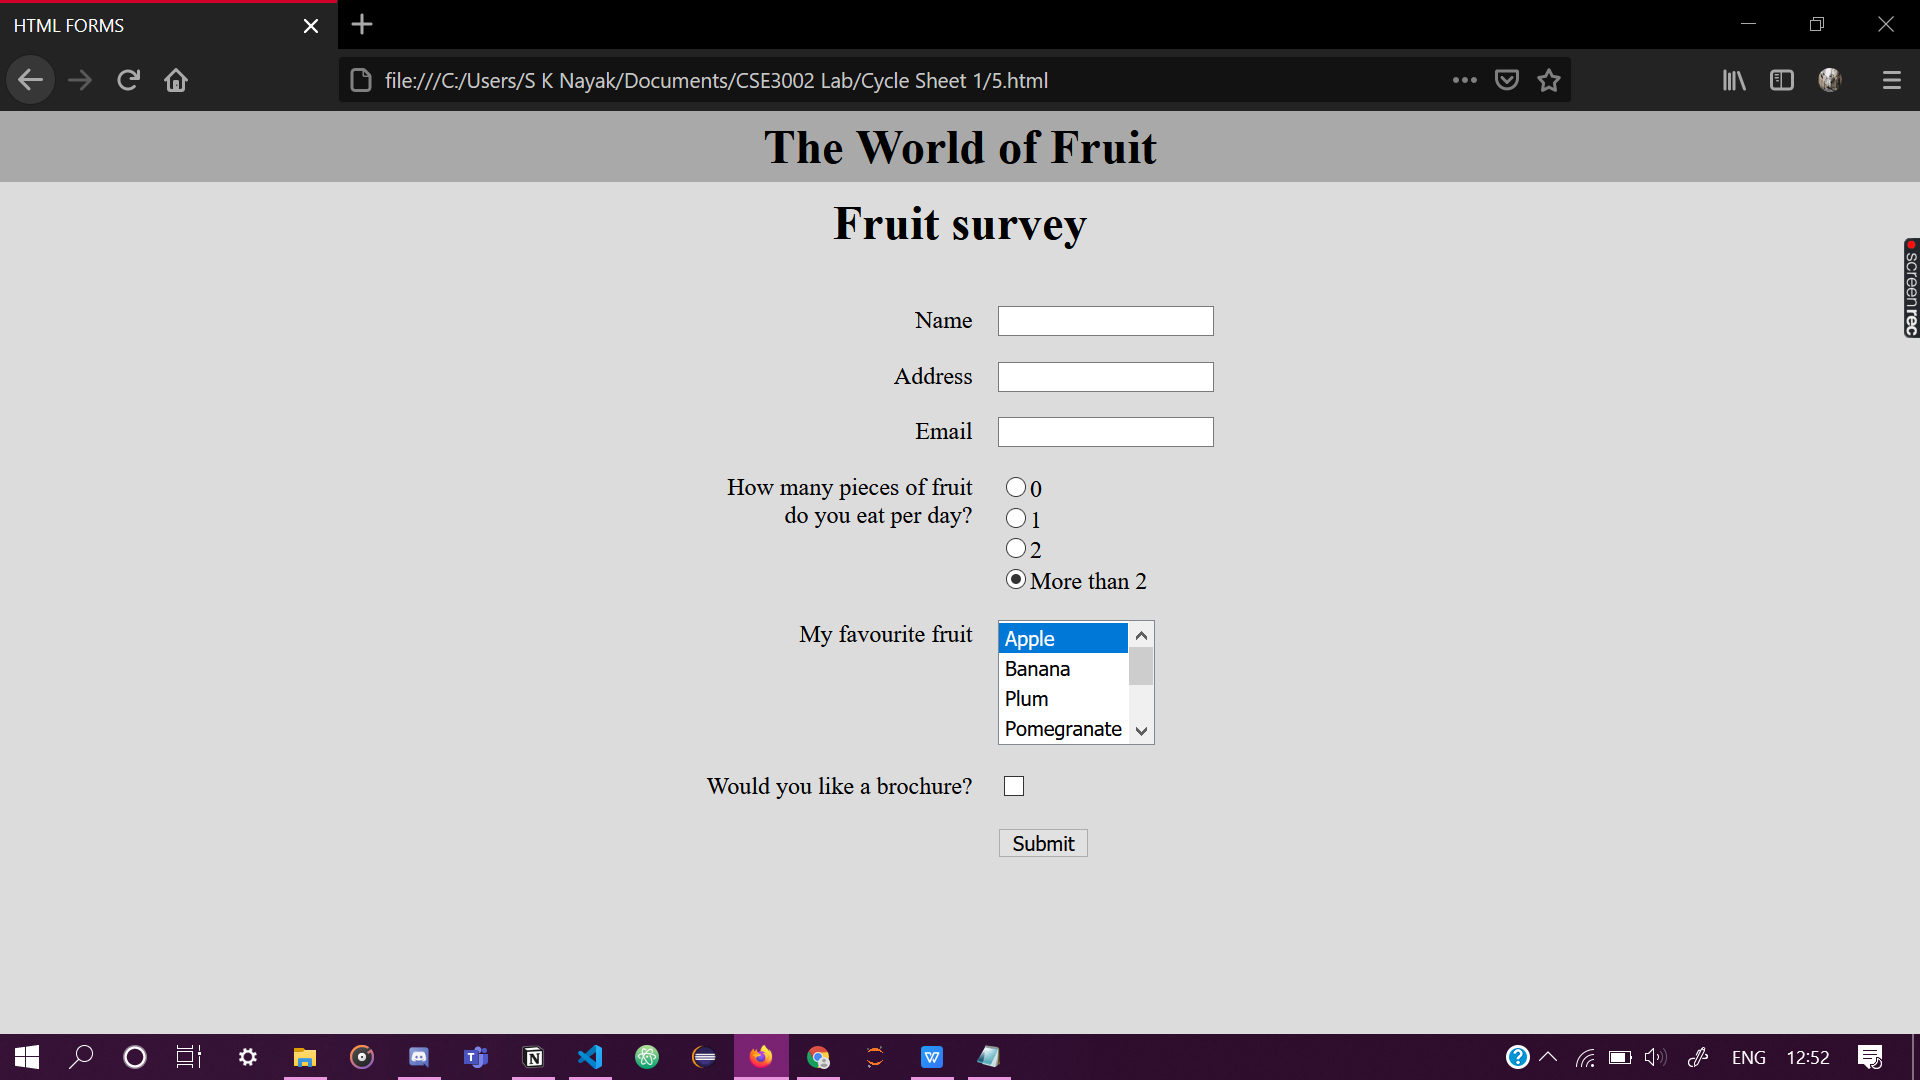 HTML FORMS
file:///C:/Users/S K Nayak/Documents/CSE3002 Lab/Cycle Sheet 1/5.html
The World of Fruit
Fruit survey
screenrec
Name
Address
Email
How many pieces of fruit
do you eat per day?
0
1
2
More than 2
My favourite fruit
Apple
Banana
Plum
Pomegranate
Would you like a brochure?
Submit
ENG 12:52